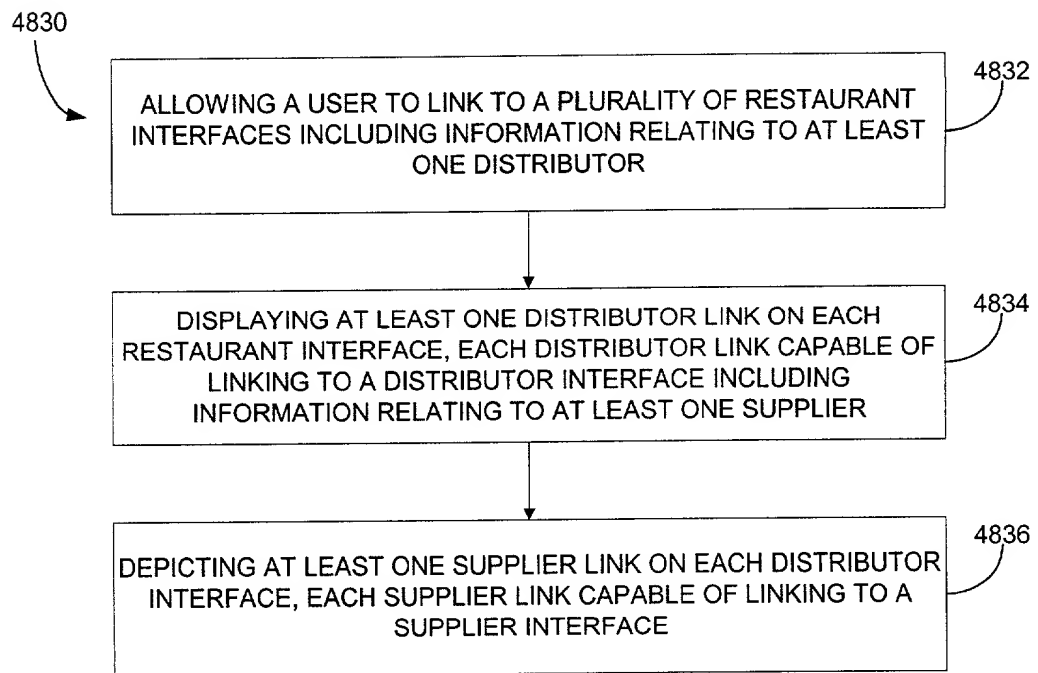 4830
4832
ALLOWING A USER TO LINK TO A PLURALITY OF RESTAURANT
INTERFACES INCLUDING INFORMATION RELATING TO AT LEAST
ONE DISTRIBUTOR
4834
DISPLAYING AT LEAST ONE DISTRIBUTOR LINK ON EACH
RESTAURANT INTERFACE, EACH DISTRIBUTOR LINK CAPABLE OF
LINKING TO A DISTRIBUTOR INTERFACE INCLUDING
INFORMATION RELATING TO AT LEAST ONE SUPPLIER
4836
DEPICTING AT LEAST ONE SUPPLIER LINK ON EACH DISTRIBUTOR
INTERFACE, EACH SUPPLIER LINK CAPABLE OF LINKING TO A
SUPPLIER INTERFACE